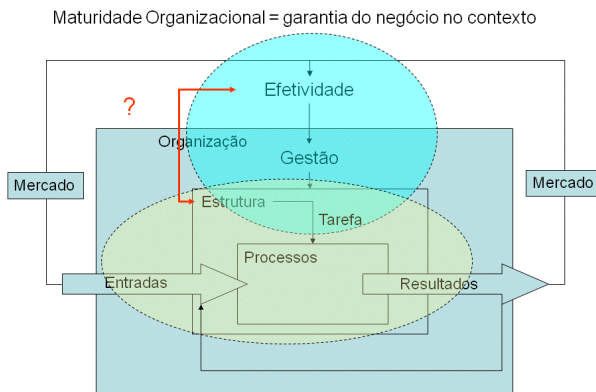 Maturidade Organizacional = garantia do negócio no contexto
?
Efetividade
Organização
Gestão
Mercado
Mercado
Estrutura
Tarefa
Processos
Entradas
Resultados